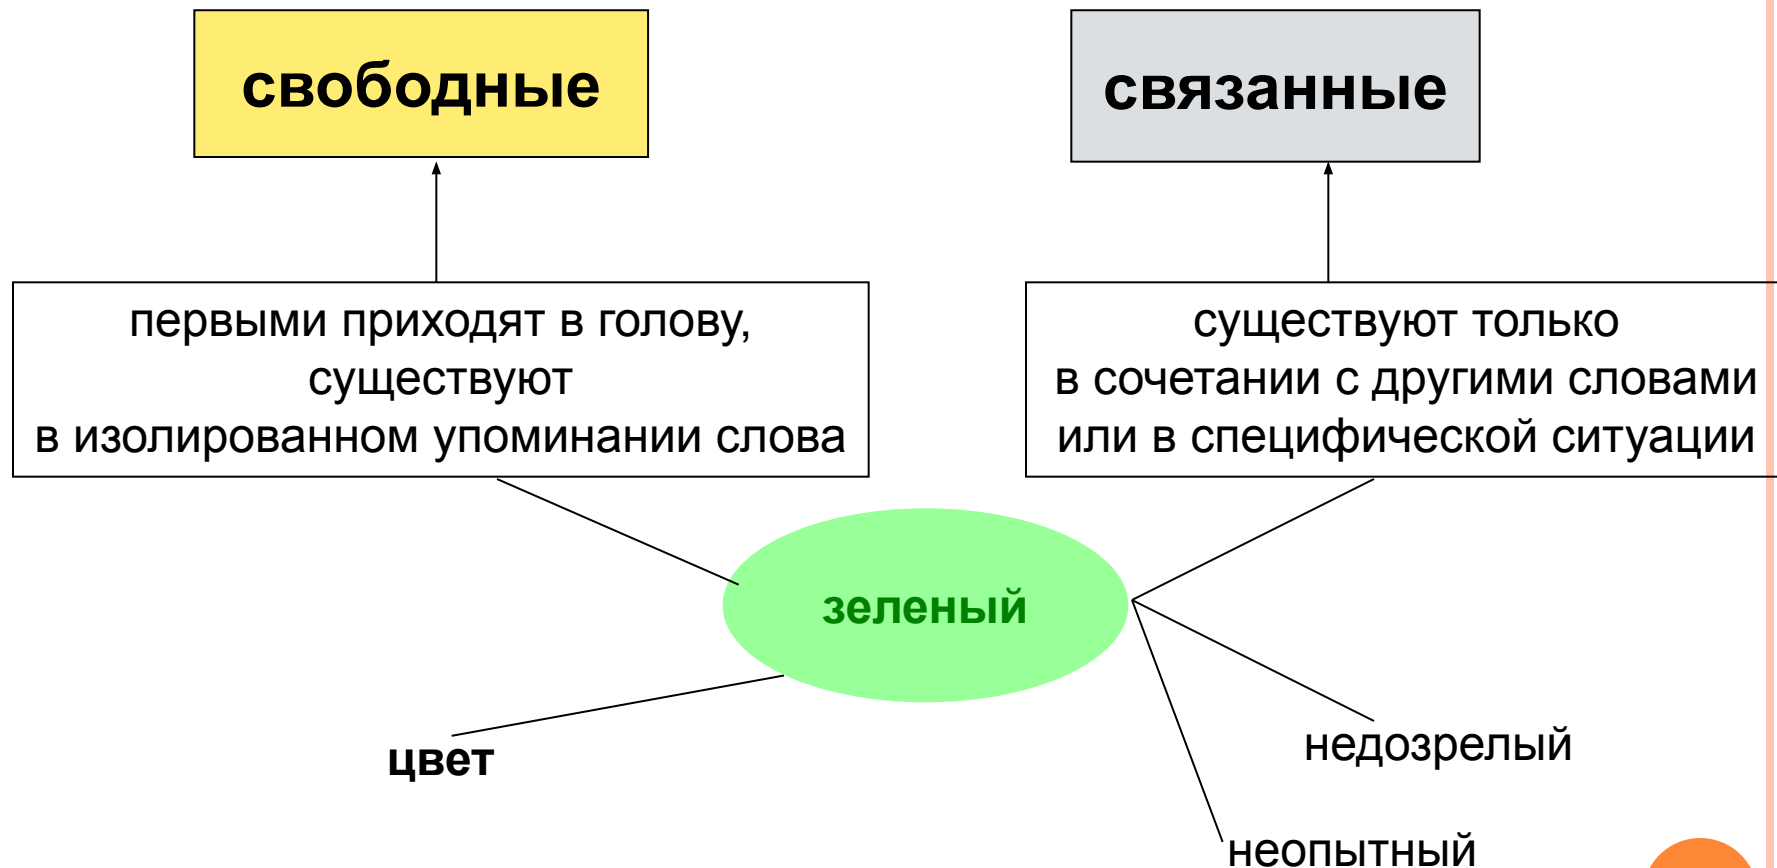 свободные
связанные
первыми приходят в голову,
существуют
в изолированном упоминании слова
существуют только
в сочетании с другими словами
или в специфической ситуации
зеленый
цвет
недозрелый
неопытный